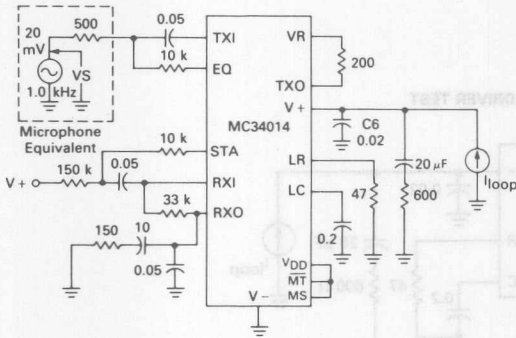 20
mV
500
VS
1.0 kHz
Microphone
Equivalent
0.05
10 k
TXI
EQ
VR
200
TXO
V +
MC34014
C6
0.02
20 µF
Iloop
10 k
STA
150 k
0.05
V +
RXI
33 k
RXO
LR
47
600
LC
0.2
150
10
0.05
VDD
MT
MS
V -
DRIVER TEST